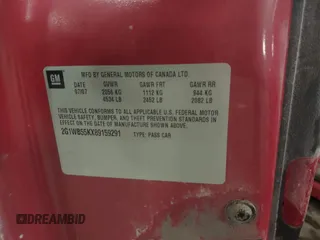 GM
MFD BY GENERAL MOTORS OF CANADA LTD.
DATE GVWR GAWR FRT GAWR RR
07/07 2056 KG 1112 KG 944 KG
4534 LB 2452 LB 2082 LB
THIS VEHICLE CONFORMS TO ALL APPLICABLE U.S. FEDERAL MOTOR
VEHICLE SAFETY, BUMPER, AND THEFT PREVENTION STANDARDS IN
EFFECT ON THE DATE OF MANUFACTURE SHOWN ABOVE.
2G1WB55KX89159291 TYPE: PASS CAR
DREAMBID